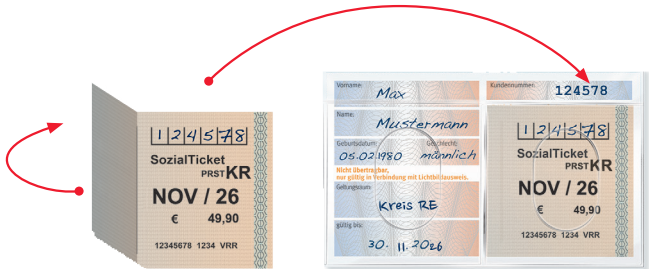 1 2 4 5 7 8
SozialTicket
PRST KR
NOV / 26
€ 49,90
12345678 1234 VRR
Vorname:
Max
Kundennummer:
124578
Name:
Mustermann
Geburtsdatum: Geschlecht:
05.02.1980 männlich
Nicht übertragbar,
nur gültig in Verbindung mit Lichtbildausweis.
Geltungsraum:
Kreis RE
gültig bis:
30. 11. 2026
1 2 4 5 7 8
SozialTicket
PRST KR
NOV / 26
€ 49,90
12345678 1234 VRR